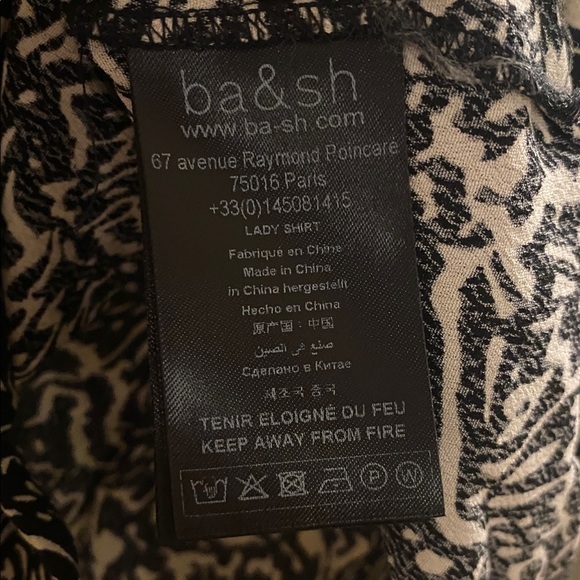 ba&sh
www.ba-sh.com
67 avenue Raymond Poincare
75016 Paris
+33(0)145081415
LADY SHIRT
Fabriqué en Chine
Made in China
in China hergestellt
Hecho en China
原产国：中国
صنع في الصين
Сделано в Китае
제조국 중국
TENIR ELOIGNÉ DU FEU
KEEP AWAY FROM FIRE
P W